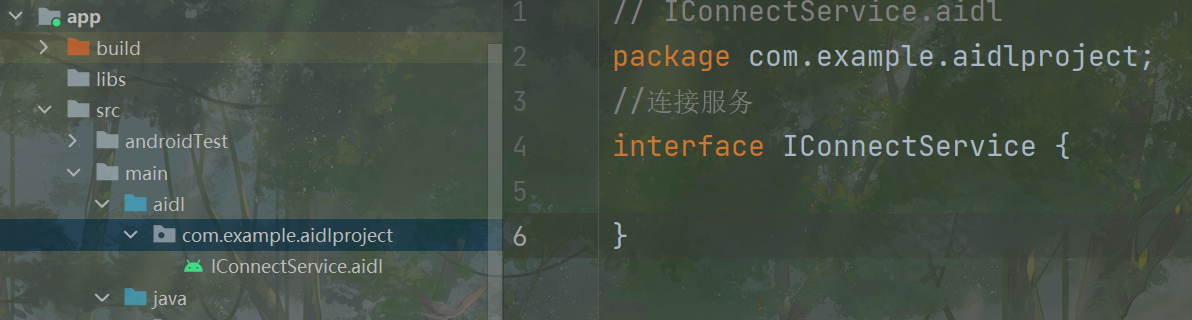 app
build
libs
src
androidTest
main
aidl
com.example.aidlproject
IConnectService.aidl
java
1 // IConnectService.aidl
2 package com.example.aidlproject;
3 //连接服务
4 interface IConnectService {
5
6 }